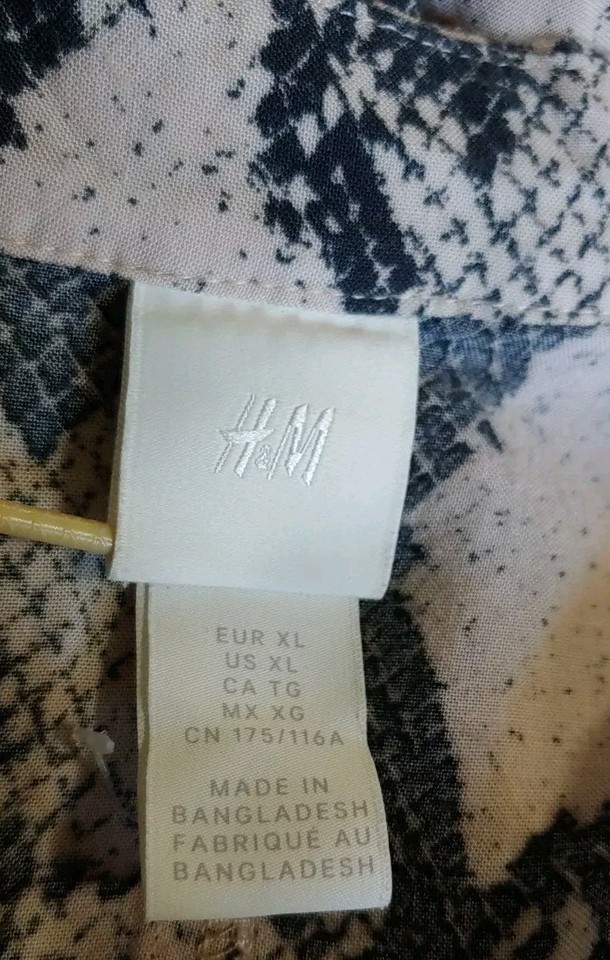 H&M
EUR XL
US XL
CA TG
MX XG
CN 175/116A
MADE IN
BANGLADESH
FABRIQUÉ AU
BANGLADESH